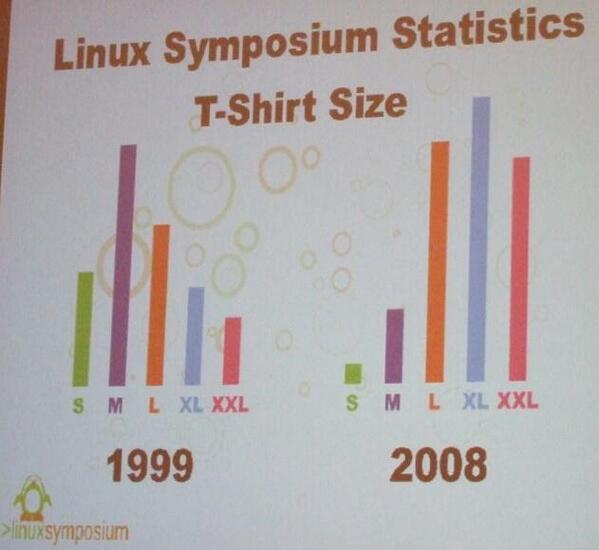 Linux Symposium Statistics
T-Shirt Size
S M L XL XXL
S M L XL XXL
1999
2008
>linuxsymposium